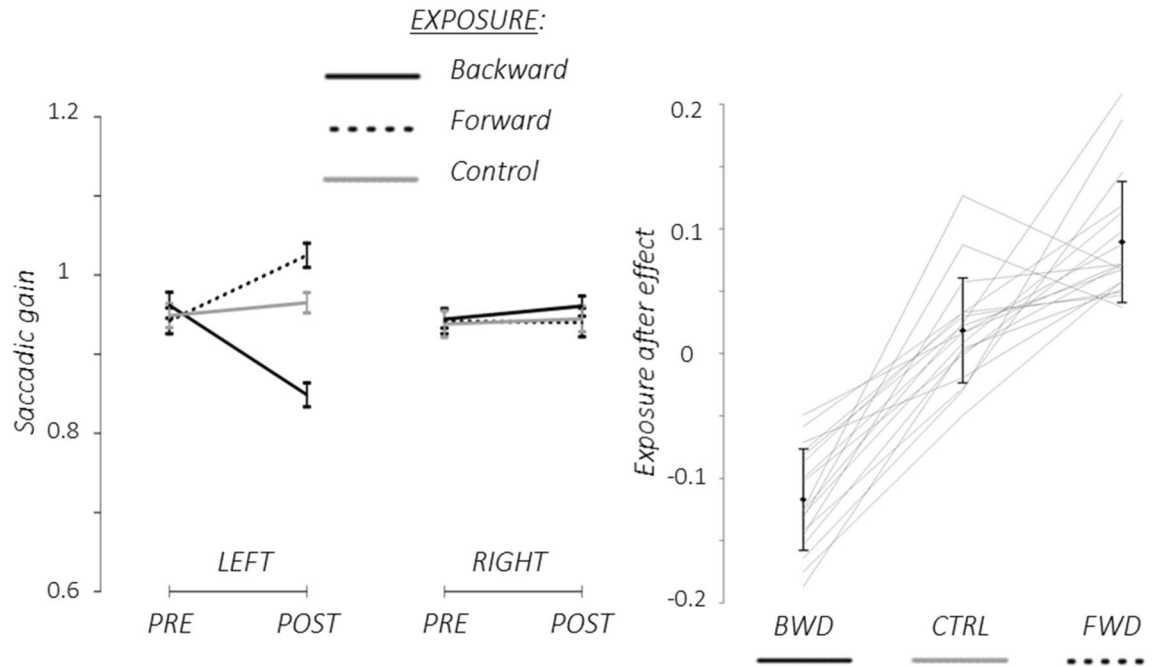 EXPOSURE:
Backward
Forward
Control
Saccadic gain
1.2
1
0.8
0.6
LEFT
RIGHT
PRE
POST
PRE
POST
Exposure after effect
0.2
0.1
0
-0.1
-0.2
BWD
CTRL
FWD